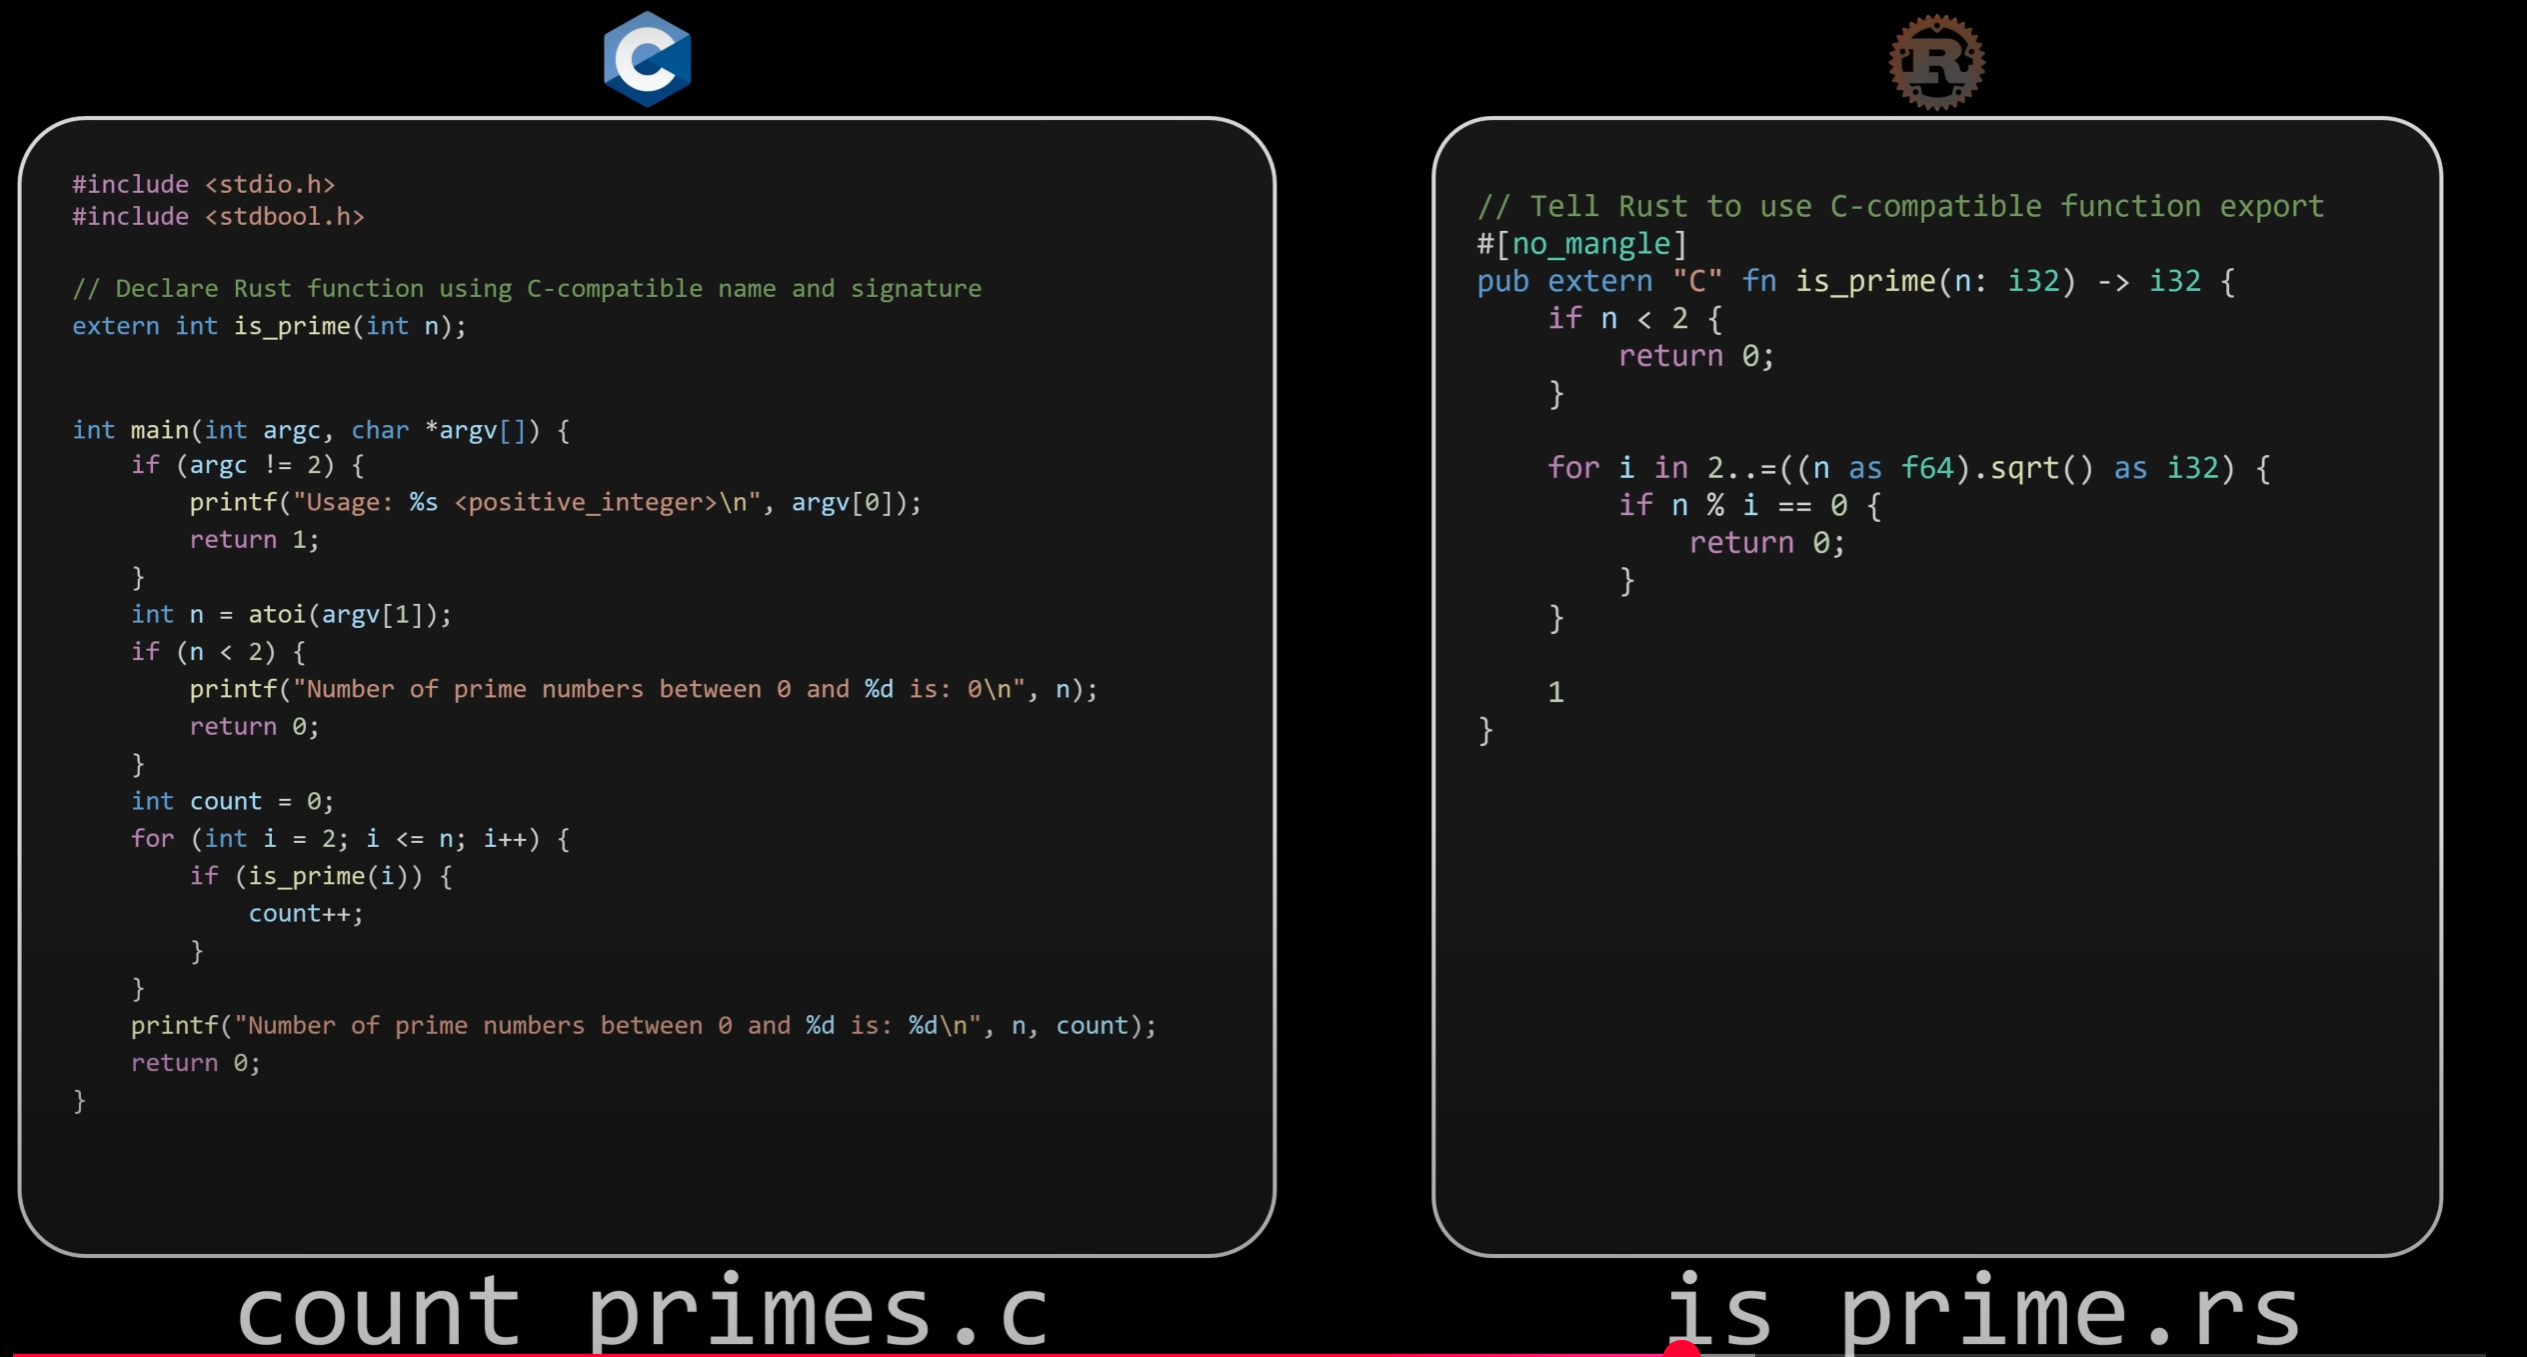 #include <stdio.h>
#include <stdbool.h>
// Declare Rust function using C-compatible name and signature
extern int is_prime(int n);
int main(int argc, char *argv[]) {
    if (argc != 2) {
        printf("Usage: %s <positive_integer>\n", argv[0]);
        return 1;
    }
    int n = atoi(argv[1]);
    if (n < 2) {
        printf("Number of prime numbers between 0 and %d is: 0\n", n);
        return 0;
    }
    int count = 0;
    for (int i = 2; i <= n; i++) {
        if (is_prime(i)) {
            count++;
        }
    }
    printf("Number of prime numbers between 0 and %d is: %d\n", n, count);
    return 0;
}
count primes.c
// Tell Rust to use C-compatible function export
#[no_mangle]
pub extern "C" fn is_prime(n: i32) -> i32 {
    if n < 2 {
        return 0;
    }
    for i in 2..=((n as f64).sqrt() as i32) {
        if n % i == 0 {
            return 0;
        }
    }
    1
}
is prime.rs